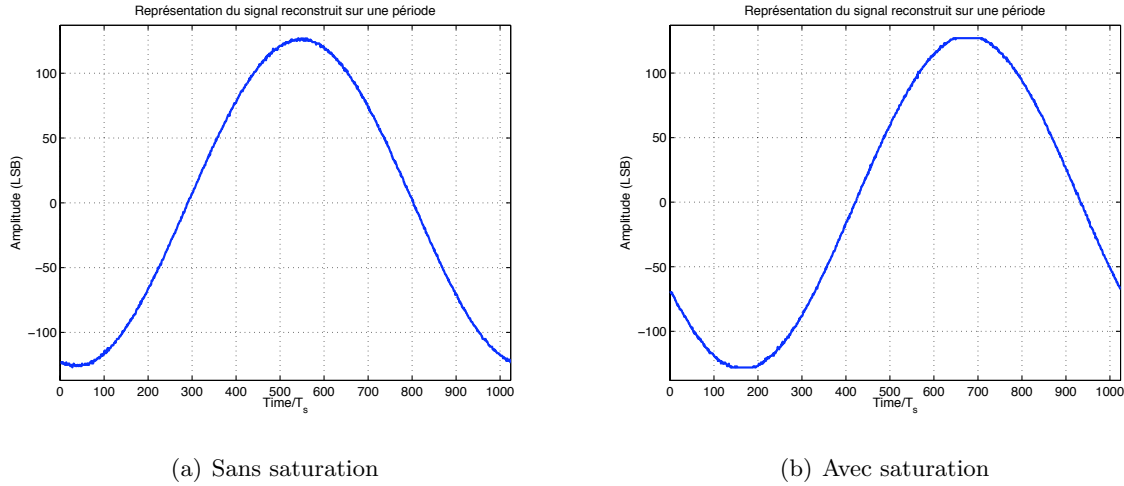 Représentation du signal reconstruit sur une période
Amplitude (LSB)
100
50
0
−50
−100
0 100 200 300 400 500 600 700 800 900 1000
Time/T_s
(a) Sans saturation
Représentation du signal reconstruit sur une période
Amplitude (LSB)
100
50
0
−50
−100
0 100 200 300 400 500 600 700 800 900 1000
Time/T_s
(b) Avec saturation